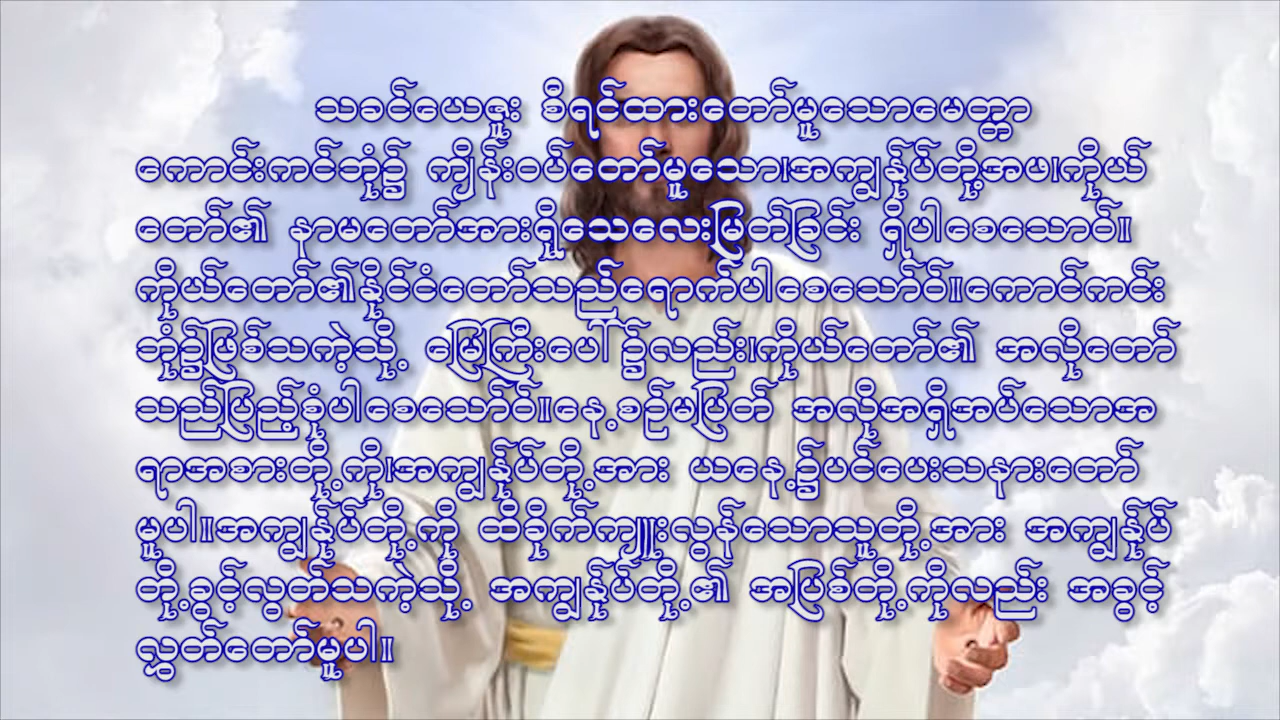 သခင်ယေဇူး စီရင်ထားတော်မူသောမေတ္တာ
ကောင်းကင်ဘုံ၌ ကျိန်းဝပ်တော်မူသော၊အကျွန်ုပ်တို့အဖ၊ကိုယ်
တော်၏ နာမတော်အားရှိုသေလေးမြတ်ခြင်း ရှိပါစေသောဝ်။
ကိုယ်တော်၏နိုင်ငံတော်သည်ရောက်ပါစေသော်ဝ်။ကောင်ကင်း
ဘုံ၌ဖြစ်သကဲ့သို့ မြေကြီးပေါ် ၌လည်း၊ကိုယ်တော်၏ အလိုတော်
သည်ပြည့်စုံပါစေသော်ဝ်။နေ့စဉ်မပြတ် အလိုအရှိအပ်သောအ
ရာအစားတို့ကို၊အကျွန်ုပ်တို့အား ယနေ့၌ပင်ပေးသနားတော်
မူပါ။အကျွန်ုပ်တို့ကို ထိခိုက်ကျူးလွန်သောသူတို့အား အကျွန်ုပ်
တို့ခွင့်လွတ်သကဲ့သို့ အကျွန်ုပ်တို့၏ အပြစ်တို့ကိုလည်း အခွင့်
လွှတ်တော်မူပါ။